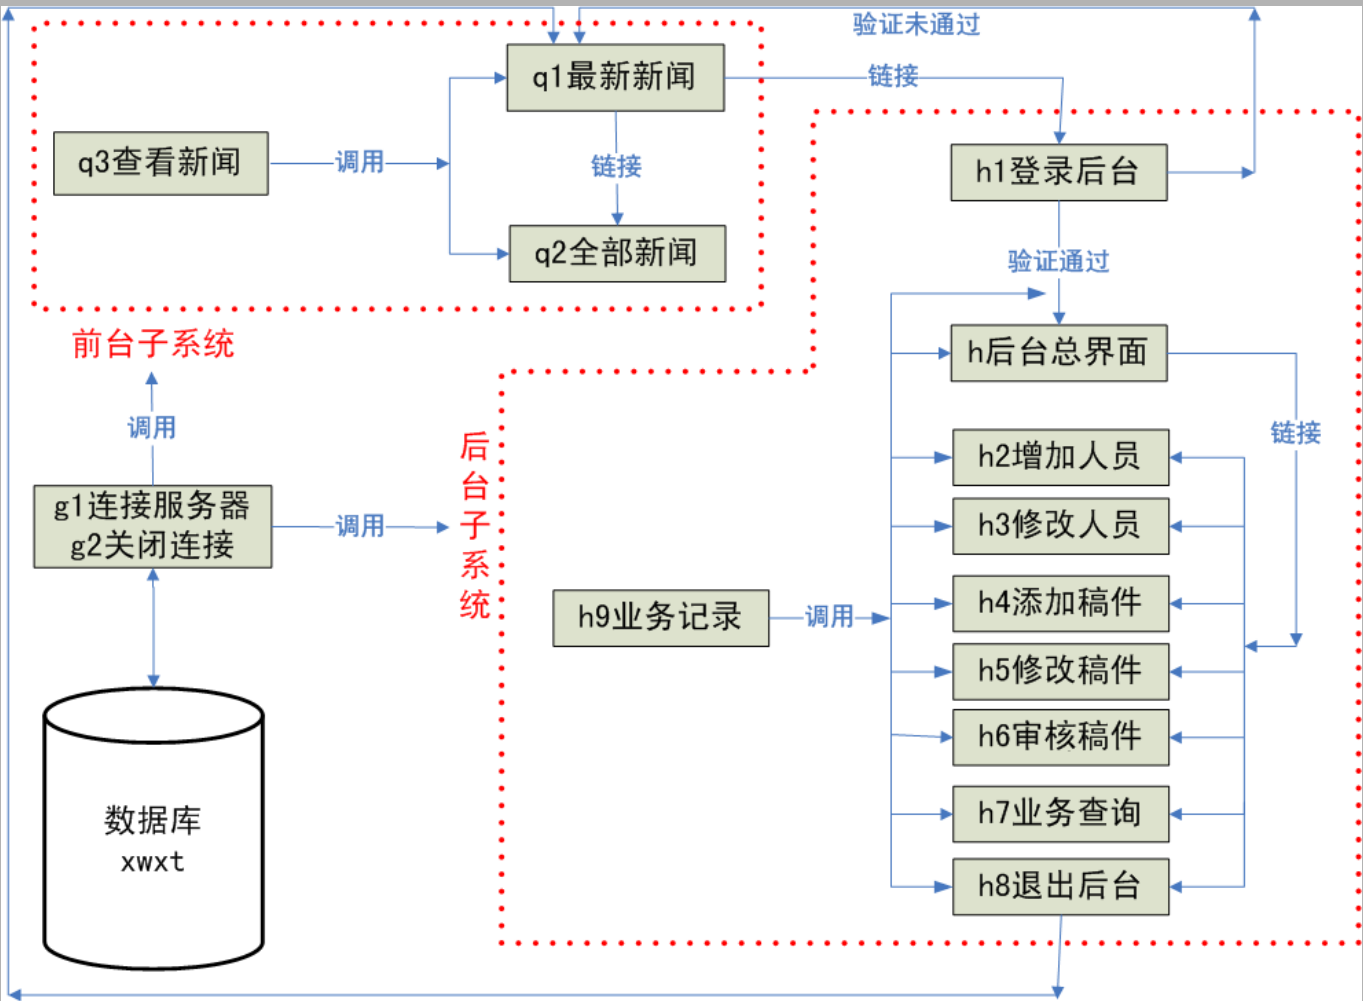 验证未通过
q1最新新闻
链接
q3查看新闻
调用
链接
h1登录后台
q2全部新闻
验证通过
前台子系统
h后台总界面
调用
链接
后台子系统
h2增加人员
g1连接服务器
g2关闭连接
调用
h3修改人员
h4添加稿件
h9业务记录
调用
h5修改稿件
h6审核稿件
数据库
xwxt
h7业务查询
h8退出后台